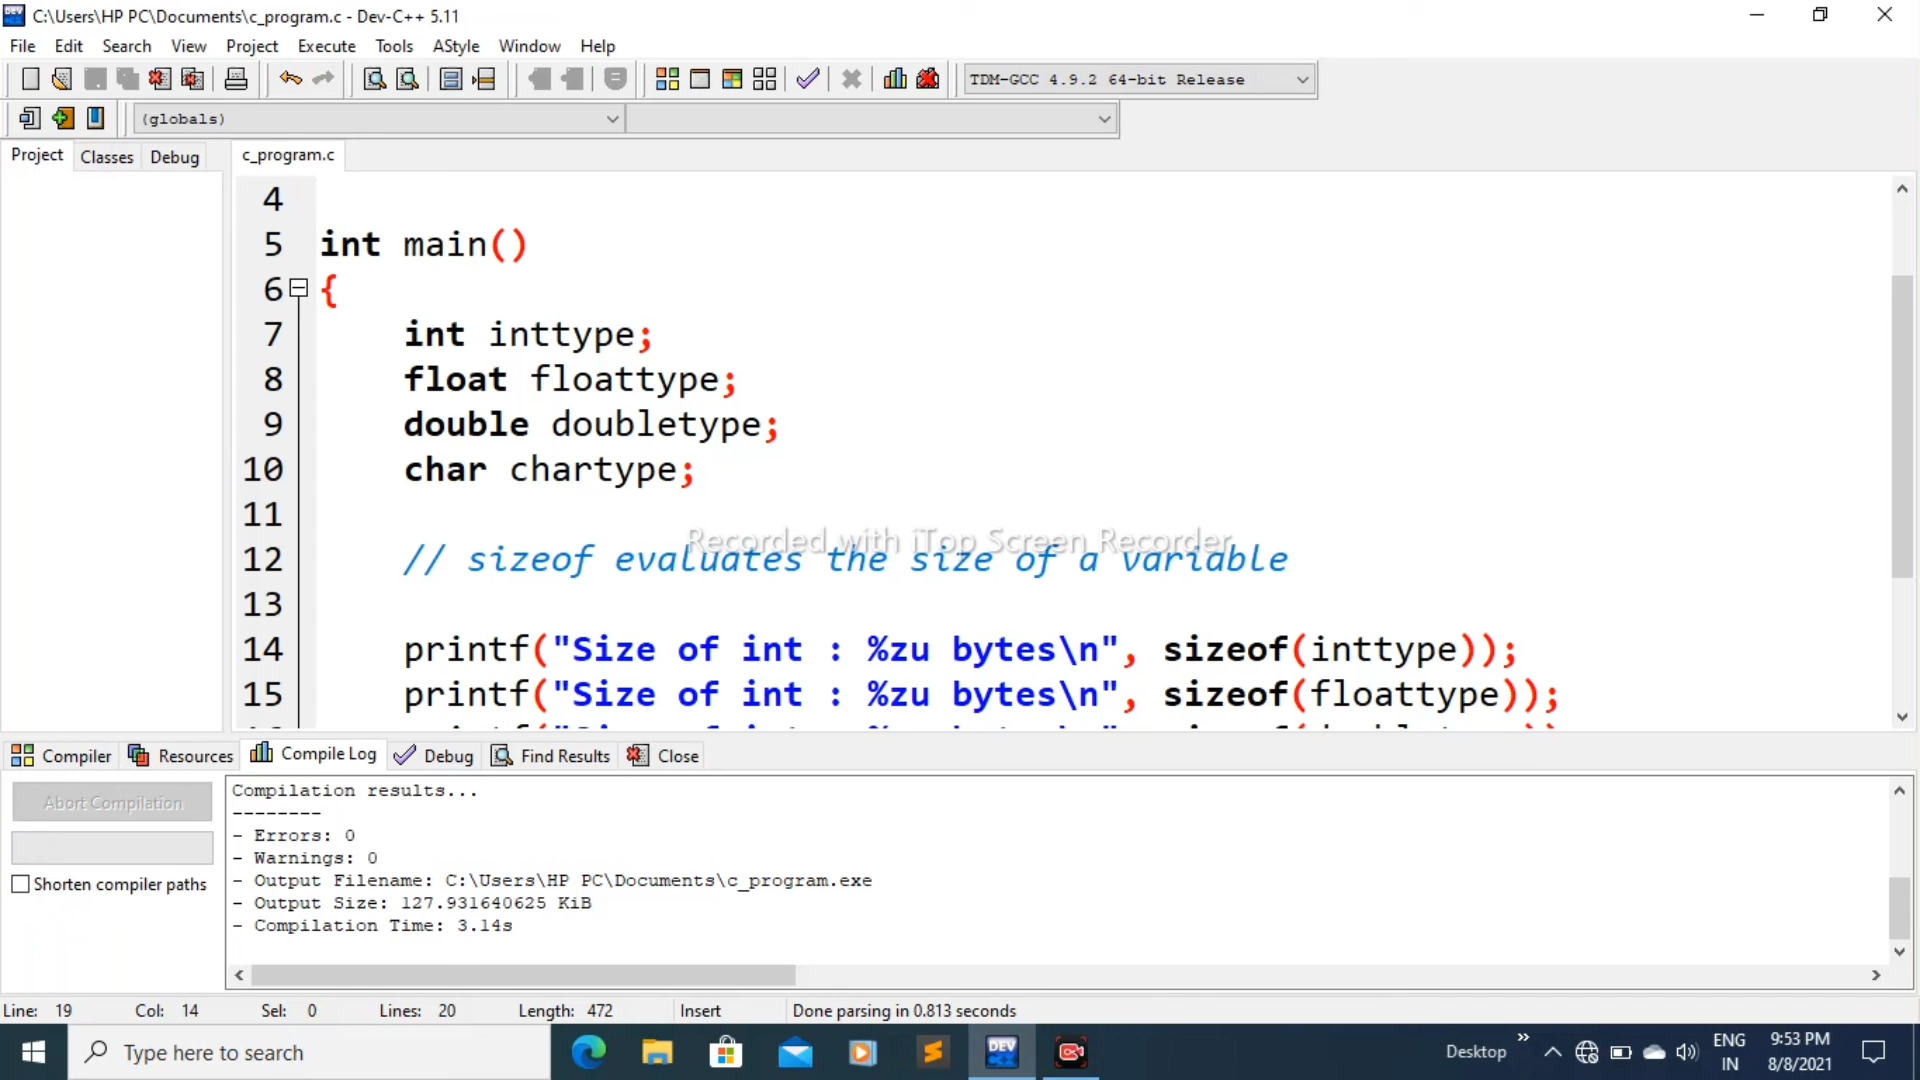 C:\Users\HP PC\Documents\c_program.c - Dev-C++ 5.11
File Edit Search View Project Execute Tools AStyle Window Help
TDM-GCC 4.9.2 64-bit Release
(globals)
Project Classes Debug c_program.c
4
5 int main()
6 {
7 int inttype;
8 float floattype;
9 double doubletype;
10 char chartype;
11
Recorded with iTop Screen Recorder
12 // sizeof evaluates the size of a variable
13
14 printf("Size of int : %zu bytes\n", sizeof(inttype));
15 printf("Size of int : %zu bytes\n", sizeof(floattype));
Compiler Resources Compile Log Debug Find Results Close
Abort Compilation
Shorten compiler paths
Compilation results...
--------
- Errors: 0
- Warnings: 0
- Output Filename: C:\Users\HP PC\Documents\c_program.exe
- Output Size: 127.931640625 KiB
- Compilation Time: 3.14s
Line: 19 Col: 14 Sel: 0 Lines: 20 Length: 472 Insert Done parsing in 0.813 seconds
Type here to search
DEV
Desktop
ENG
IN
9:53 PM
8/8/2021